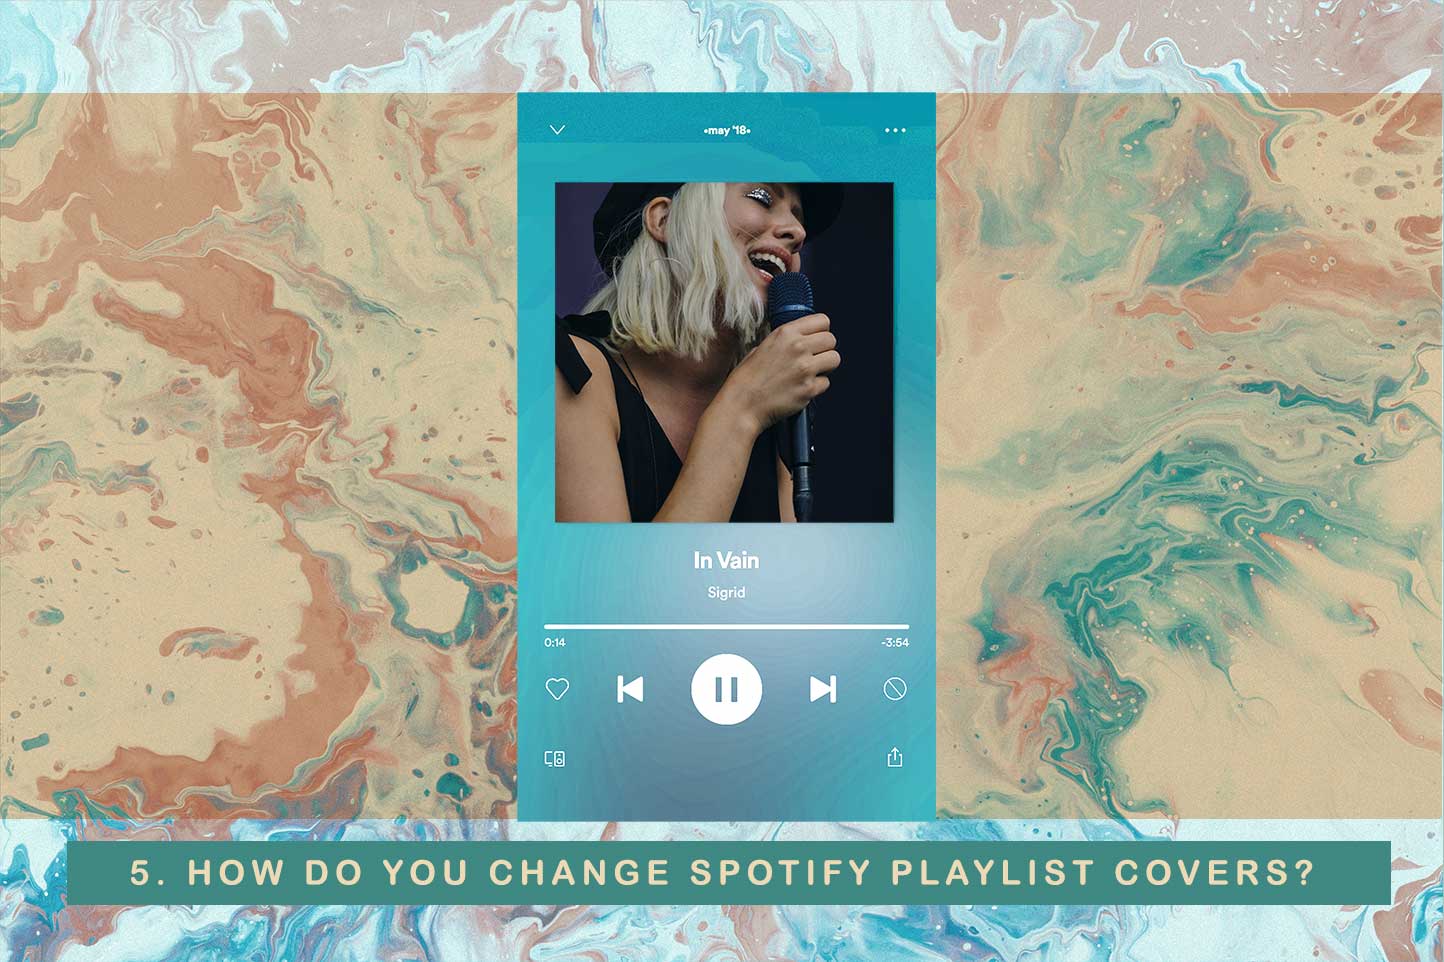 •may '18•
In Vain
Sigrid
0:14 -3:54
5. HOW DO YOU CHANGE SPOTIFY PLAYLIST COVERS?